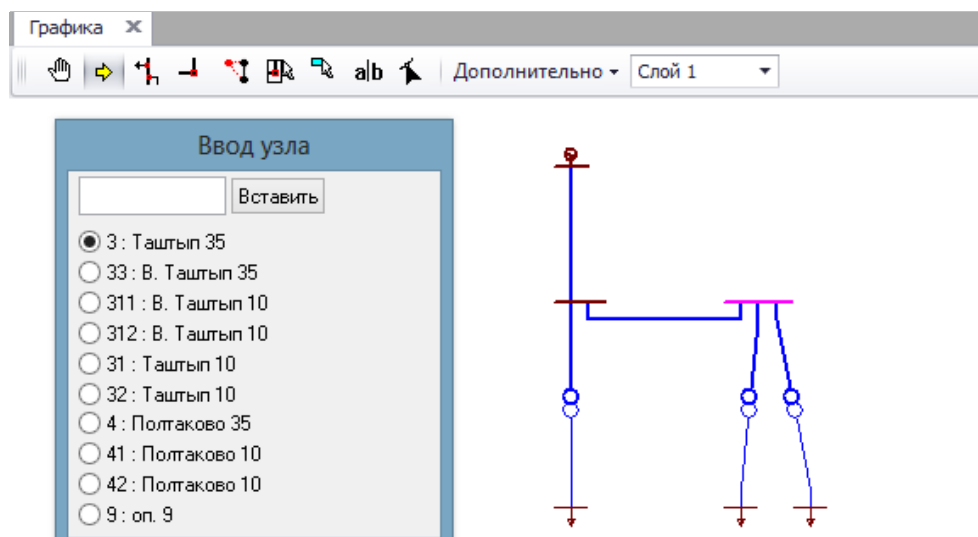 Графика
a|b Дополнительно Слой 1
Ввод узла
Вставить
3 : Таштып 35
33 : В. Таштып 35
311 : В. Таштып 10
312 : В. Таштып 10
31 : Таштып 10
32 : Таштып 10
4 : Полтаково 35
41 : Полтаково 10
42 : Полтаково 10
9 : оп. 9